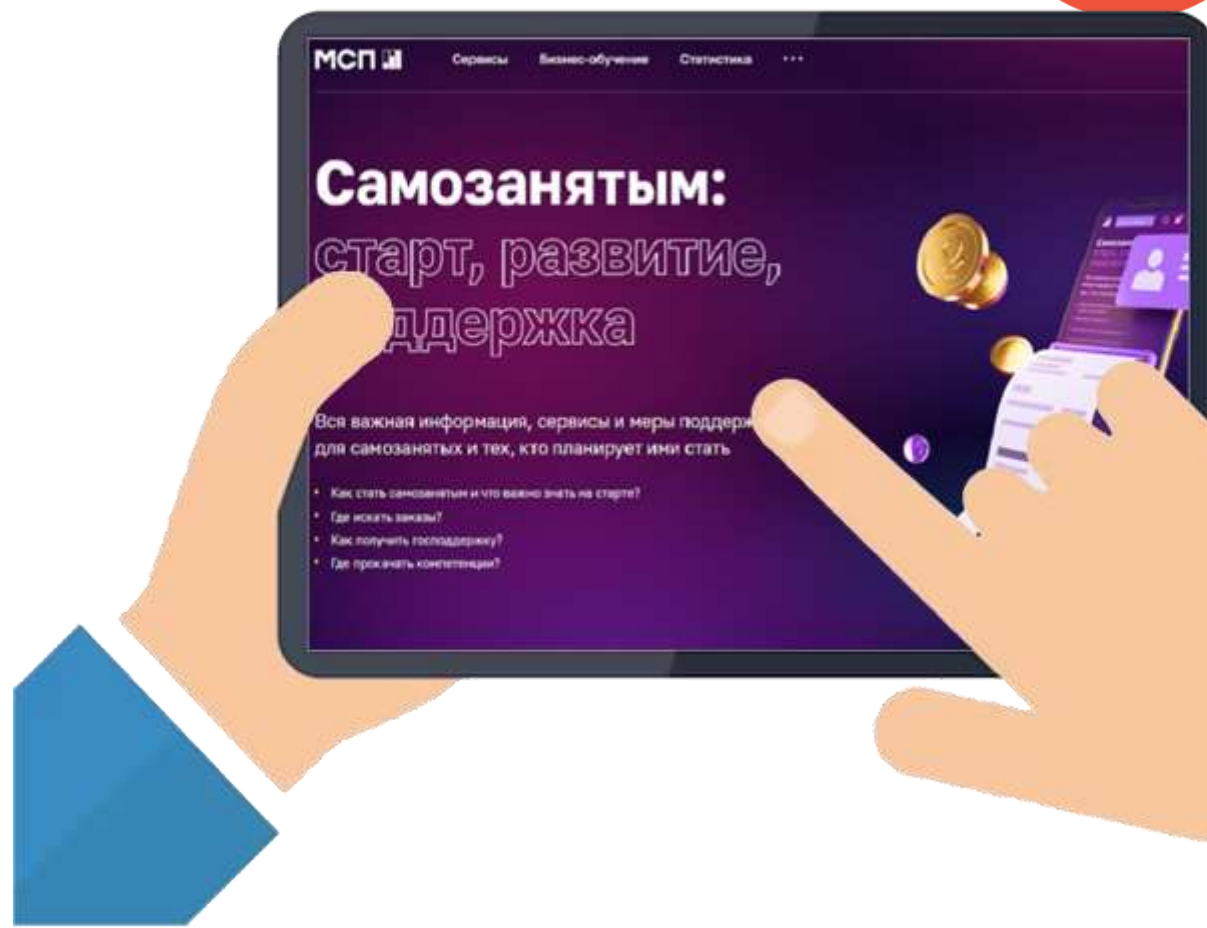 МСП
Сервисы Бизнес-обучение Статистика ...
Самозанятым:
старт, развитие,
ддержка
Вся важная информация, сервисы и меры поддерж
для самозанятых и тех, кто планирует ими стать
• Как стать самозанятым и что важно знать на старте?
• Где искать заказы?
• Как получить господдержку?
• Где прокачать компетенции?